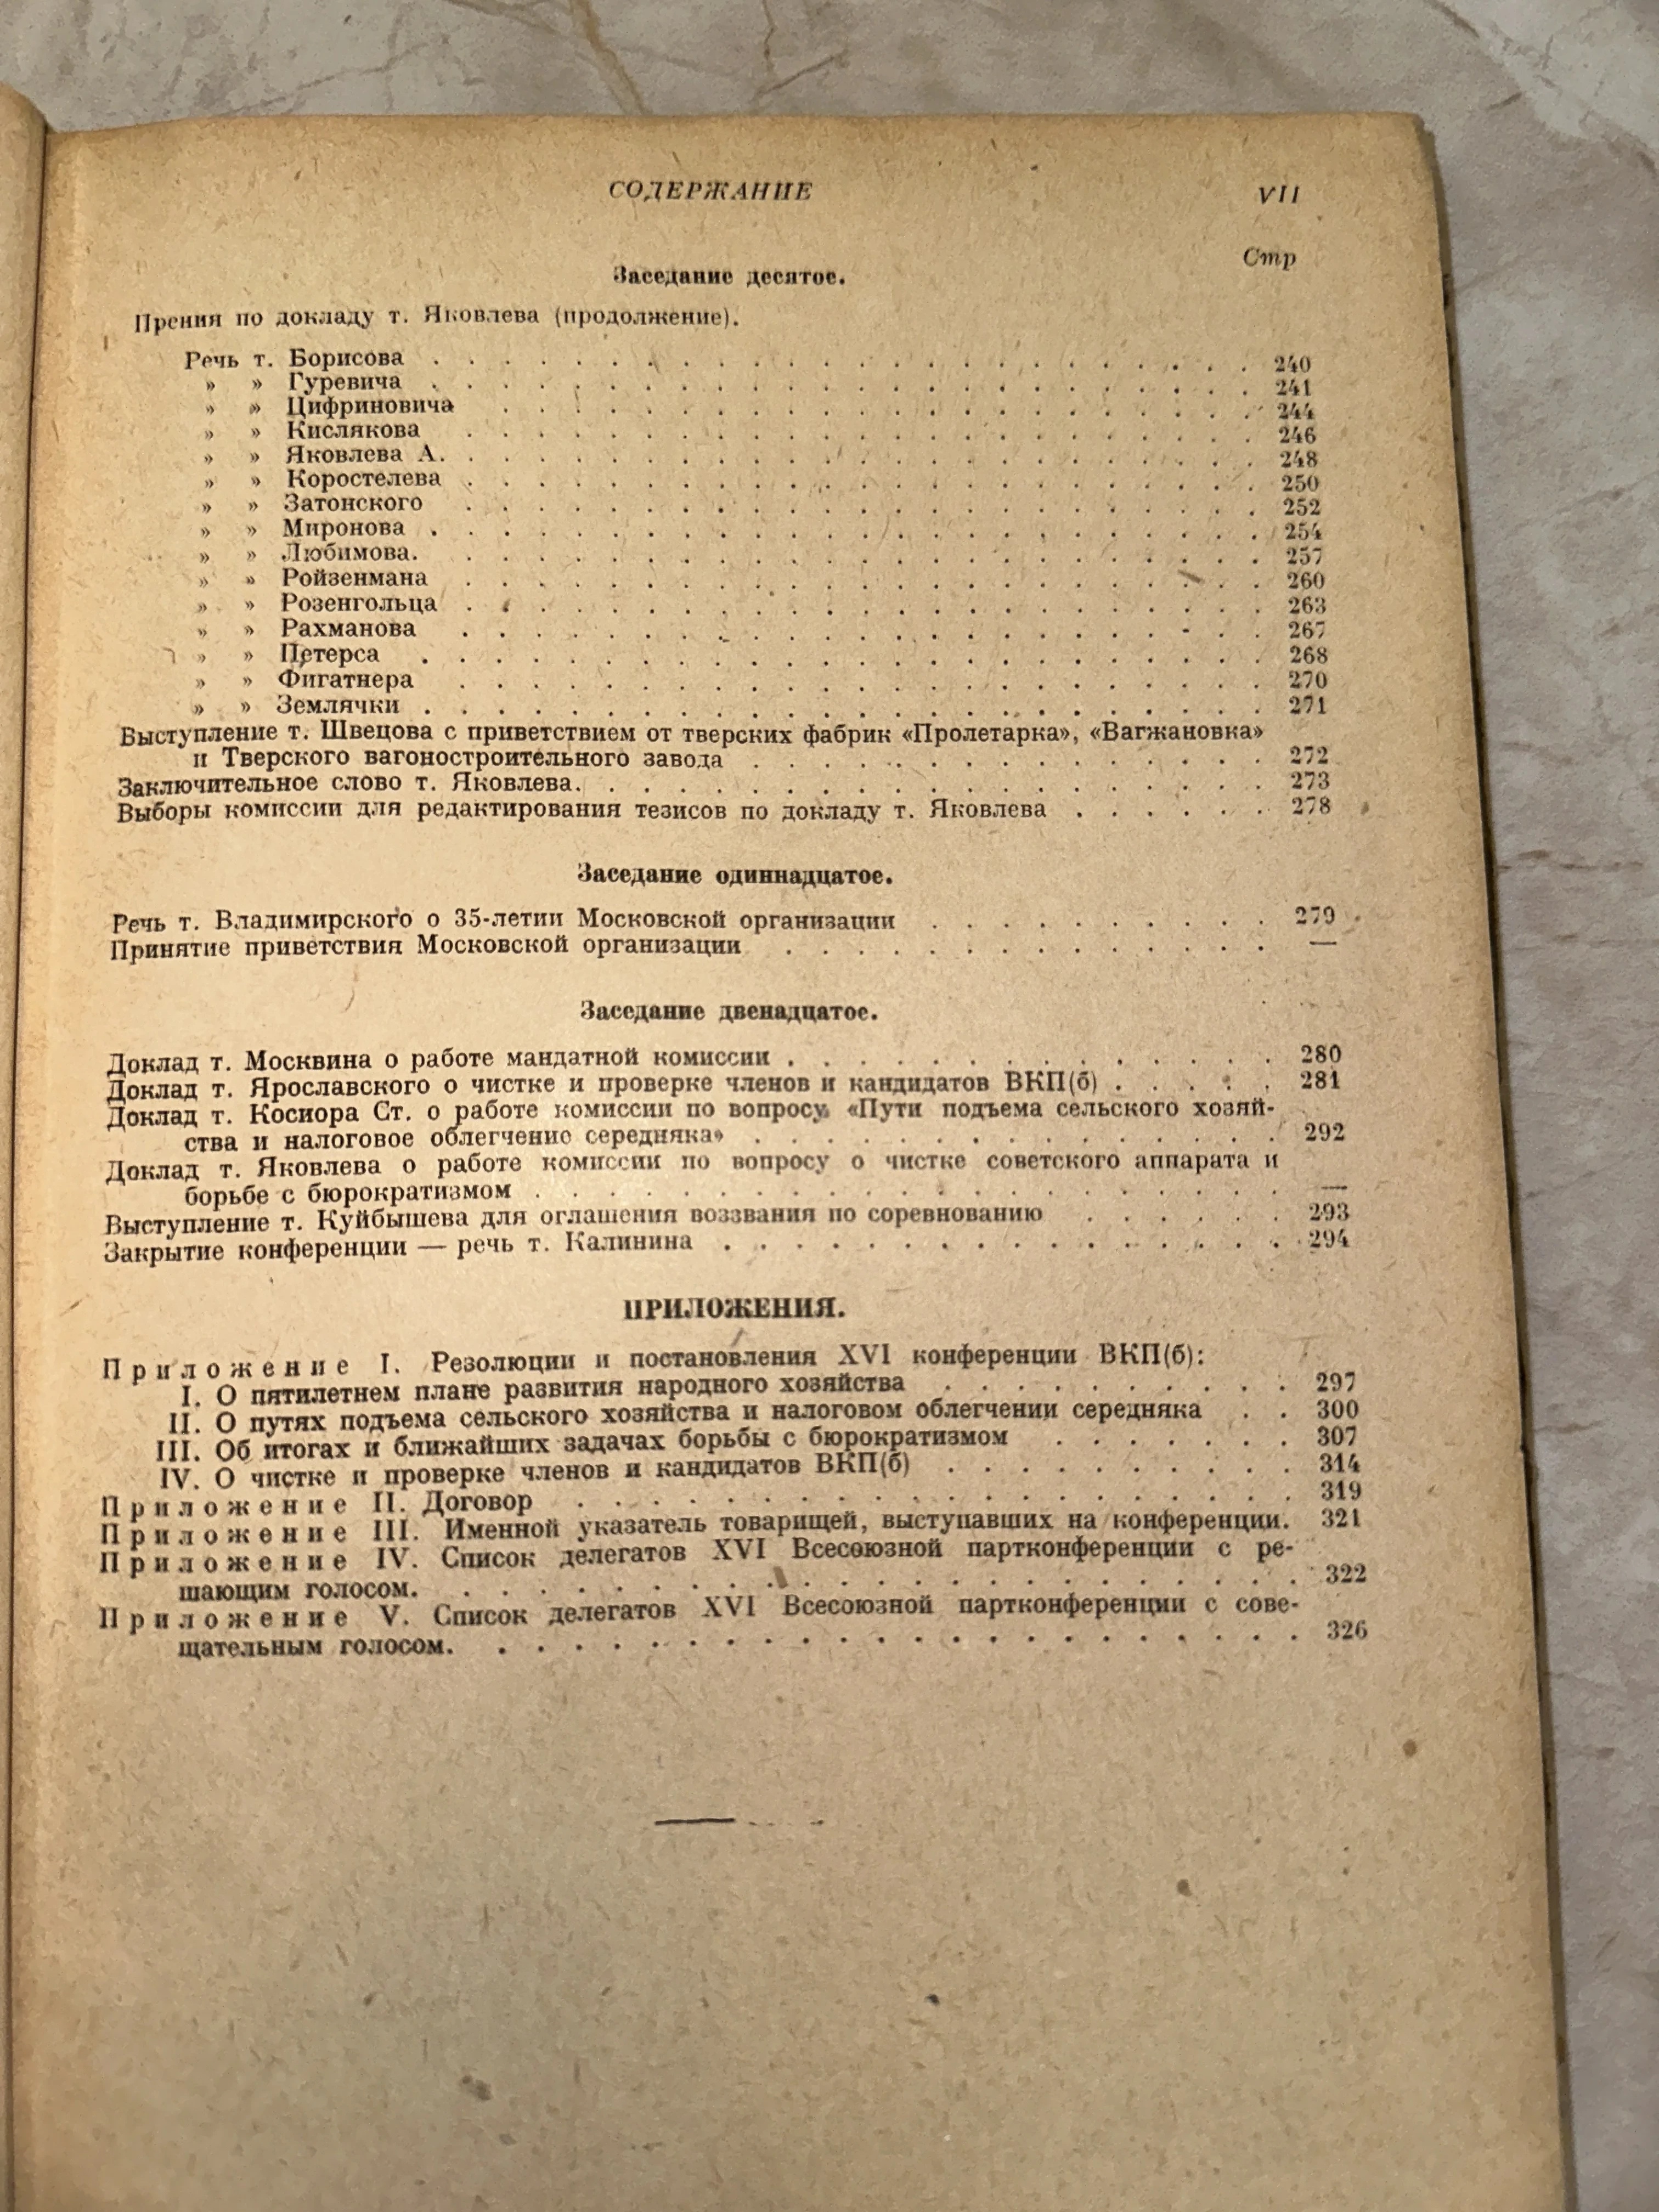 СОДЕРЖАНИЕ VII
Стр
Заседание десятое.
Прения по докладу т. Яковлева (продолжение).
Речь т. Борисова . . . . . . . . . . . . . . . . . . . . . . 240
» » Гуревича . . . . . . . . . . . . . . . . . . . . . . 241
» » Цифриновича . . . . . . . . . . . . . . . . . . . . 244
» » Кислякова . . . . . . . . . . . . . . . . . . . . . 246
» » Яковлева А. . . . . . . . . . . . . . . . . . . . . . 248
» » Коростелева . . . . . . . . . . . . . . . . . . . . . 250
» » Затонского . . . . . . . . . . . . . . . . . . . . . 252
» » Миронова . . . . . . . . . . . . . . . . . . . . . . 254
» » Любимова. . . . . . . . . . . . . . . . . . . . . . 257
» » Ройзенмана . . . . . . . . . . . . . . . . . . . . . 260
» » Розенгольца . . . . . . . . . . . . . . . . . . . . . 263
» » Рахманова . . . . . . . . . . . . . . . . . . . . . 267
» » Петерса . . . . . . . . . . . . . . . . . . . . . . 268
» » Фигатнера . . . . . . . . . . . . . . . . . . . . . 270
» » Землячки . . . . . . . . . . . . . . . . . . . . . . 271
Выступление т. Швецова с приветствием от тверских фабрик «Пролетарка», «Вагжановка»
и Тверского вагоностроительного завода . . . . . . . . . . . . . . . 272
Заключительное слово т. Яковлева. . . . . . . . . . . . . . . . . . . . 273
Выборы комиссии для редактирования тезисов по докладу т. Яковлева . . . . . . 278
Заседание одиннадцатое.
Речь т. Владимирского о 35-летии Московской организации . . . . . . . . . . 279
Принятие приветствия Московской организации . . . . . . . . . . . . . . —
Заседание двенадцатое.
Доклад т. Москвина о работе мандатной комиссии . . . . . . . . . . . . . . 280
Доклад т. Ярославского о чистке и проверке членов и кандидатов ВКП(б) . . . . . 281
Доклад т. Косиора Ст. о работе комиссии по вопросу «Пути подъема сельского хозяй-
ства и налоговое облегчение середняка» . . . . . . . . . . . . . . . 292
Доклад т. Яковлева о работе комиссии по вопросу о чистке советского аппарата и
борьбе с бюрократизмом . . . . . . . . . . . . . . . . . . . . . —
Выступление т. Куйбышева для оглашения воззвания по соревнованию . . . . . . 293
Закрытие конференции — речь т. Калинина . . . . . . . . . . . . . . . . 294
ПРИЛОЖЕНИЯ.
Приложение I. Резолюции и постановления XVI конференции ВКП(б):
I. О пятилетнем плане развития народного хозяйства . . . . . . . . . . 297
II. О путях подъема сельского хозяйства и налоговом облегчении середняка . . 300
III. Об итогах и ближайших задачах борьбы с бюрократизмом . . . . . . . 307
IV. О чистке и проверке членов и кандидатов ВКП(б) . . . . . . . . . . 314
Приложение II. Договор . . . . . . . . . . . . . . . . . . . . 319
Приложение III. Именной указатель товарищей, выступавших на конференции. 321
Приложение IV. Список делегатов XVI Всесоюзной партконференции с ре-
шающим голосом. . . . . . . . . . . . . . . . . . . . . . . . . 322
Приложение V. Список делегатов XVI Всесоюзной партконференции с сове-
щательным голосом. . . . . . . . . . . . . . . . . . . . . . . . 326